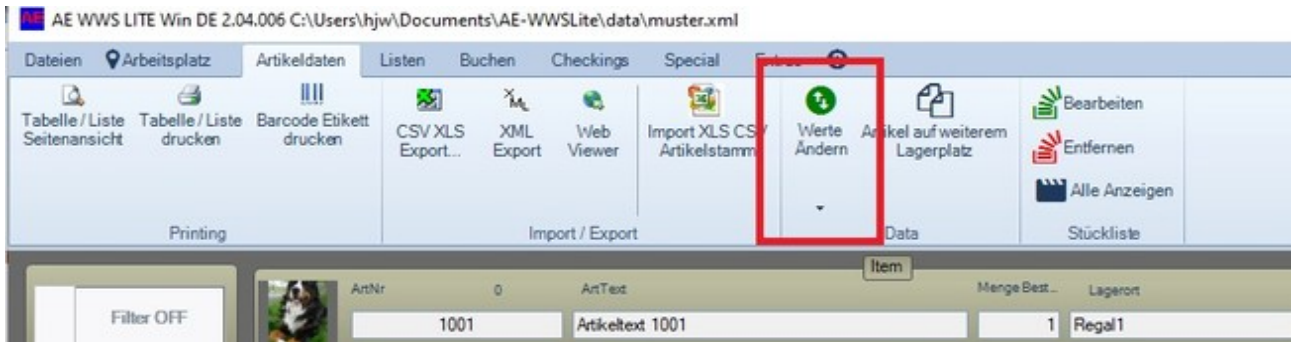 AE WWS LITE Win DE 2.04.006 C:\Users\hjw\Documents\AE-WWSLite\data\muster.xml
Dateien Arbeitsplatz Artikeldaten Listen Buchen Checkings Special
Tabelle / Liste Seitenansicht
Tabelle / Liste drucken
Barcode Etikett drucken
CSV XLS Export...
XML Export
Web Viewer
Import XLS CSV Artikelstamm
Werte Ändern
Artikel auf weiterem Lagerplatz
Bearbeiten
Entfernen
Alle Anzeigen
Printing Import / Export Data Stückliste
Item
ArtNr 0 ArtText Menge Best... Lagerort
Filter OFF
1001 Artikeltext 1001 1 Regal1